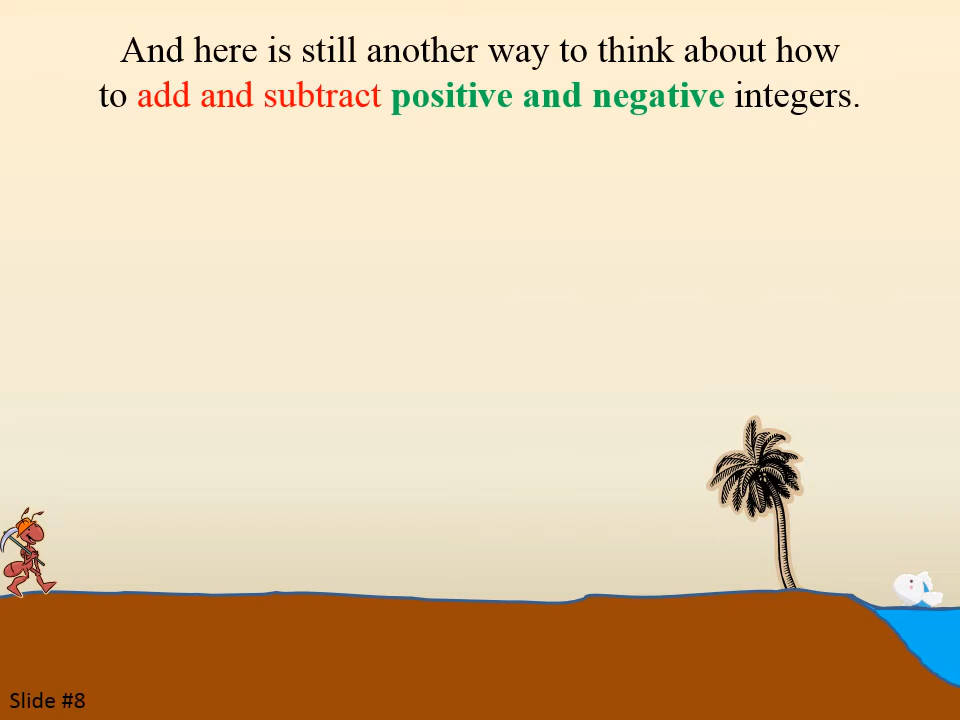 And here is still another way to think about how
to add and subtract positive and negative integers.
Slide #8